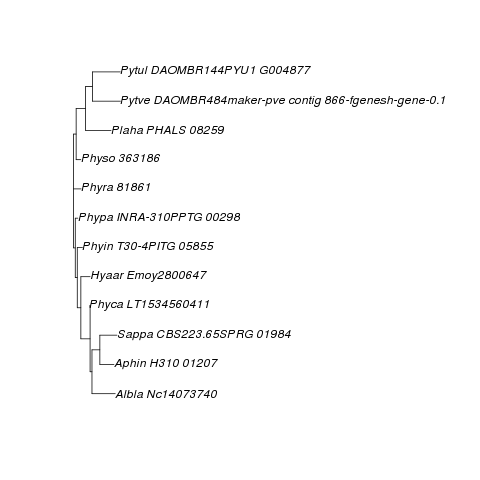 Pytul DAOMBR144PYU1 G004877
Pytve DAOMBR484maker-pve contig 866-fgenesh-gene-0.1
Plaha PHALS 08259
Physo 363186
Phyra 81861
Phypa INRA-310PPTG 00298
Phyin T30-4PITG 05855
Hyaar Emoy2800647
Phyca LT1534560411
Sappa CBS223.65SPRG 01984
Aphin H310 01207
Albla Nc14073740